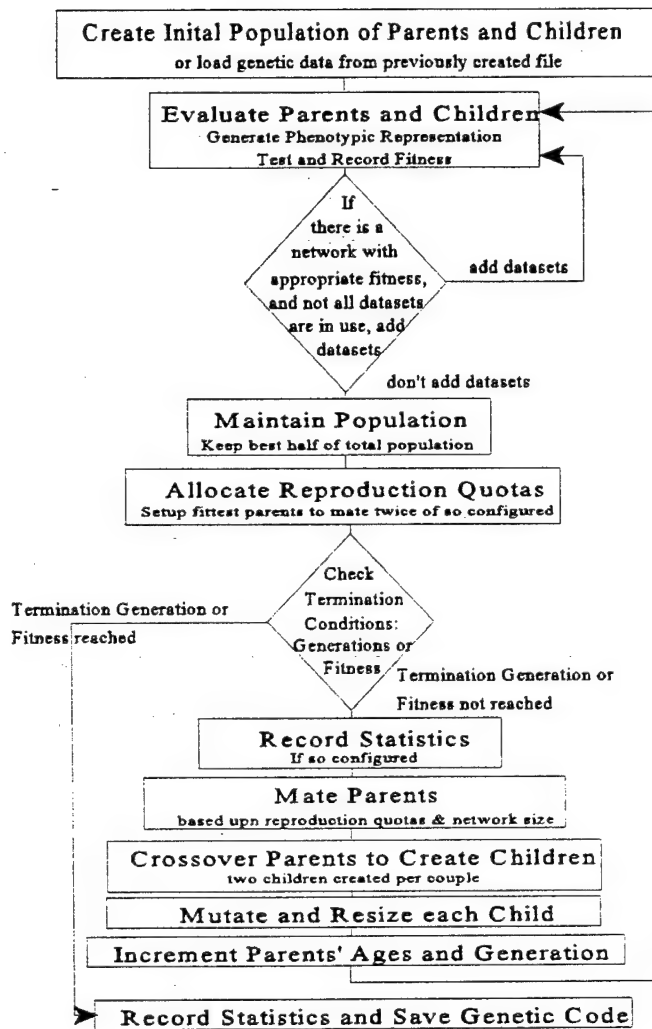 Create Inital Population of Parents and Children
or load genetic data from previously created file
Evaluate Parents and Children
Generate Phenotypic Representation
Test and Record Fitness
If
there is a
network with
appropriate fitness,
and not all datasets
are in use, add
datasets
add datasets
don't add datasets
Maintain Population
Keep best half of total population
Allocate Reproduction Quotas
Setup fittest parents to mate twice of so configured
Check
Termination
Conditions:
Generations or
Fitness
Termination Generation or
Fitness reached
Termination Generation or
Fitness not reached
Record Statistics
If so configured
Mate Parents
based upn reproduction quotas & network size
Crossover Parents to Create Children
two children created per couple
Mutate and Resize each Child
Increment Parents' Ages and Generation
Record Statistics and Save Genetic Code